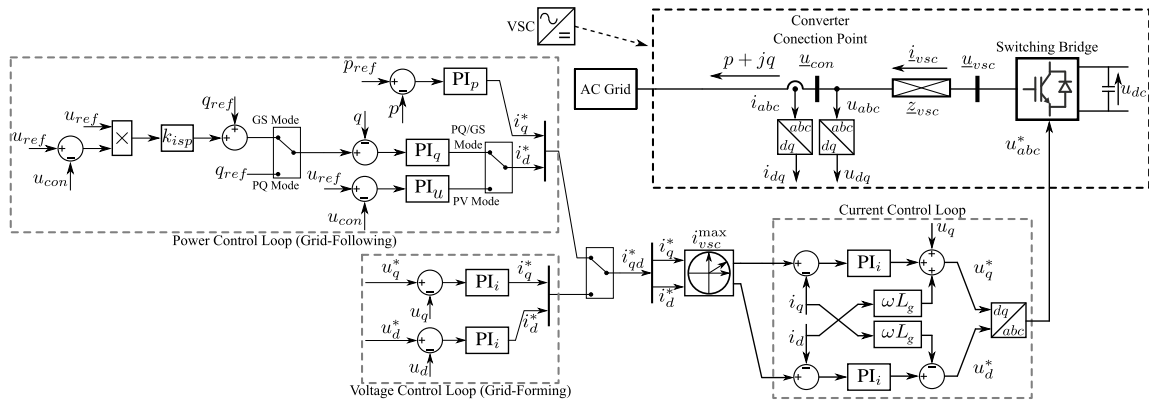 VSC
Converter
Conection Point
Switching Bridge
AC Grid
p + jq
u_con
i_vsc
u_vsc
z_vsc
u_dc
i_abc
u_abc
abc
dq
abc
dq
i_dq
u_dq
u*_abc
p_ref
PI_p
p
i*_q
q_ref
u_ref
u_ref
k_isp
GS Mode
q
PQ/GS
Mode
PI_q
i*_d
u_con
q_ref
PQ Mode
u_ref
PI_u
PV Mode
u_con
Power Control Loop (Grid-Following)
u*_q
PI_i
i*_q
u_q
u*_d
PI_i
i*_d
u_d
Voltage Control Loop (Grid-Forming)
i*_qd
i*_q
i*_d
i^max_vsc
Current Control Loop
u_q
PI_i
u*_q
i_q
ωL_g
i_d
ωL_g
dq
abc
PI_i
u*_d